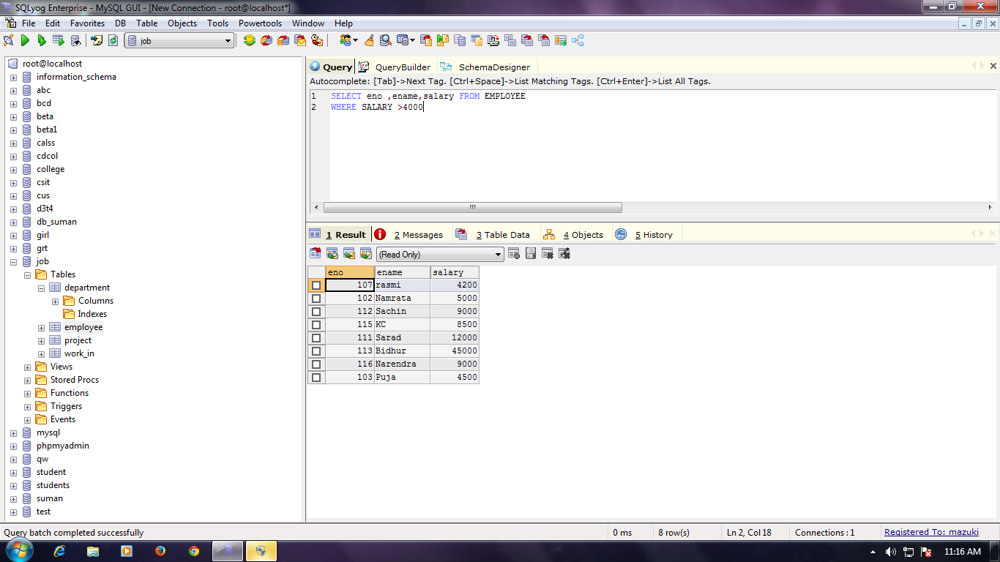 SQLyog Enterprise - MySQL GUI - [New Connection - root@localhost*]
File Edit Favorites DB Table Objects Tools Powertools Window Help
job
root@localhost
information_schema
abc
bcd
beta
beta1
calss
cdcol
college
csit
cus
d3t4
db_suman
girl
grt
job
Tables
department
Columns
Indexes
employee
project
work_in
Views
Stored Procs
Functions
Triggers
Events
mysql
phpmyadmin
qw
student
students
suman
test
Query QueryBuilder SchemaDesigner
Autocomplete: [Tab]->Next Tag. [Ctrl+Space]->List Matching Tags. [Ctrl+Enter]->List All Tags.
1 SELECT eno ,ename,salary FROM EMPLOYEE
2 WHERE SALARY >4000
1 Result 2 Messages 3 Table Data 4 Objects 5 History
(Read Only)
eno ename salary
107 rasmi 4200
102 Namrata 5000
112 Sachin 9000
115 KC 8500
111 Sarad 12000
113 Bidhur 45000
116 Narendra 9000
103 Puja 4500
Query batch completed successfully 0 ms 8 row(s) Ln 2, Col 18 Connections : 1 Registered To: mazuki
11:16 AM